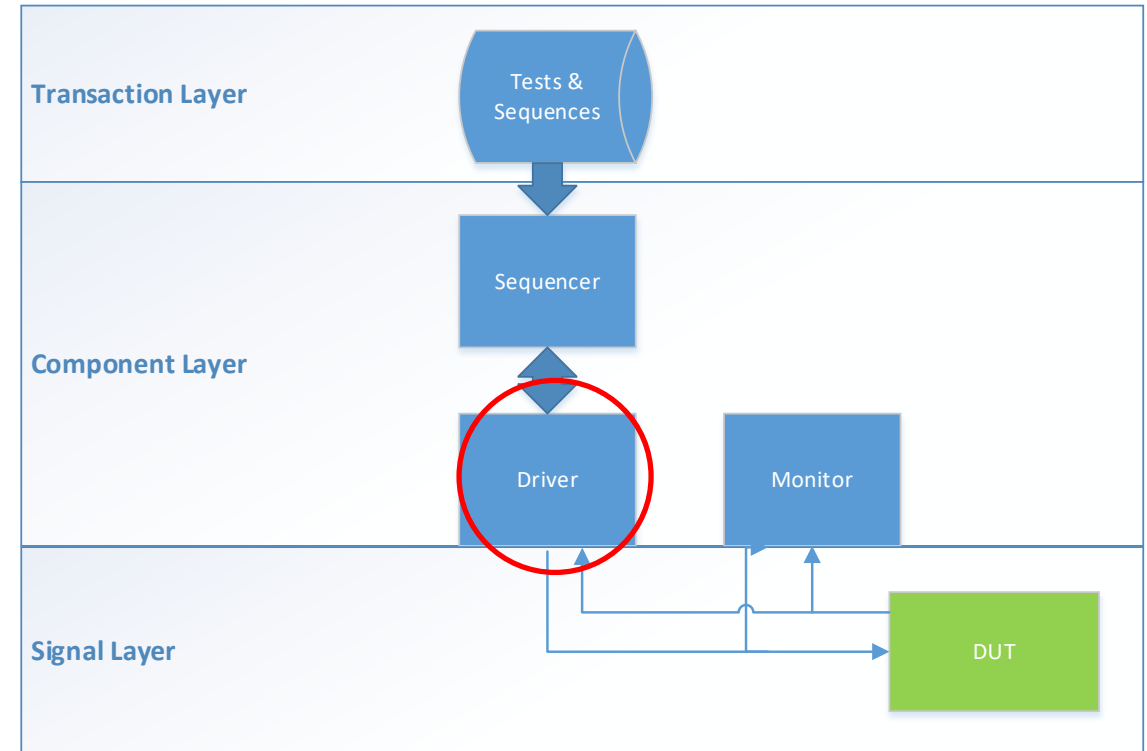 Transaction Layer
Tests &
Sequences
Sequencer
Component Layer
Driver
Monitor
Signal Layer
DUT